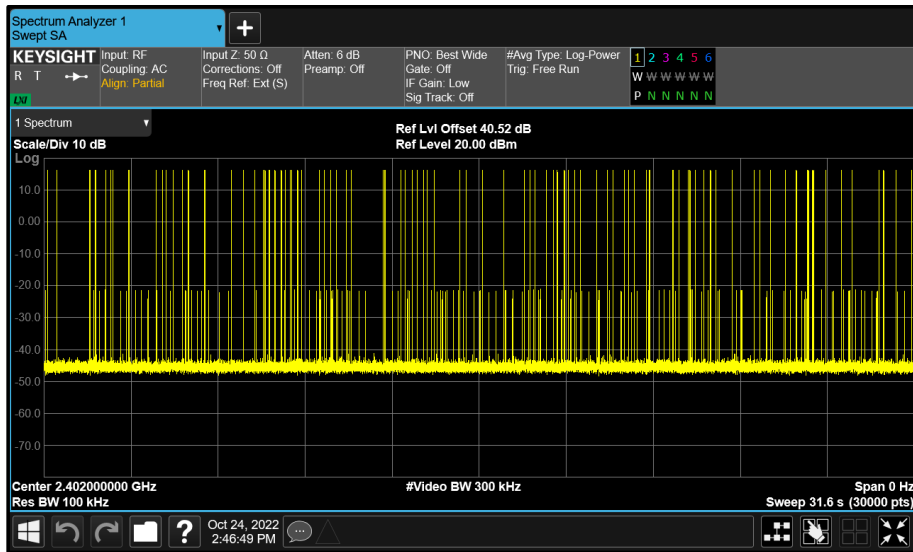 Spectrum Analyzer 1
Swept SA
+
KEYSIGHT
R T
LXI
Input: RF
Coupling: AC
Align: Partial
Input Z: 50 Ω
Corrections: Off
Freq Ref: Ext (S)
Atten: 6 dB
Preamp: Off
PNO: Best Wide
Gate: Off
IF Gain: Low
Sig Track: Off
#Avg Type: Log-Power
Trig: Free Run
1 2 3 4 5 6
W W W W W W
P N N N N N
1 Spectrum
Scale/Div 10 dB
Log
Ref Lvl Offset 40.52 dB
Ref Level 20.00 dBm
10.0
0.00
-10.0
-20.0
-30.0
-40.0
-50.0
-60.0
-70.0
Center 2.402000000 GHz
Res BW 100 kHz
#Video BW 300 kHz
Span 0 Hz
Sweep 31.6 s (30000 pts)
?
Oct 24, 2022
2:46:49 PM